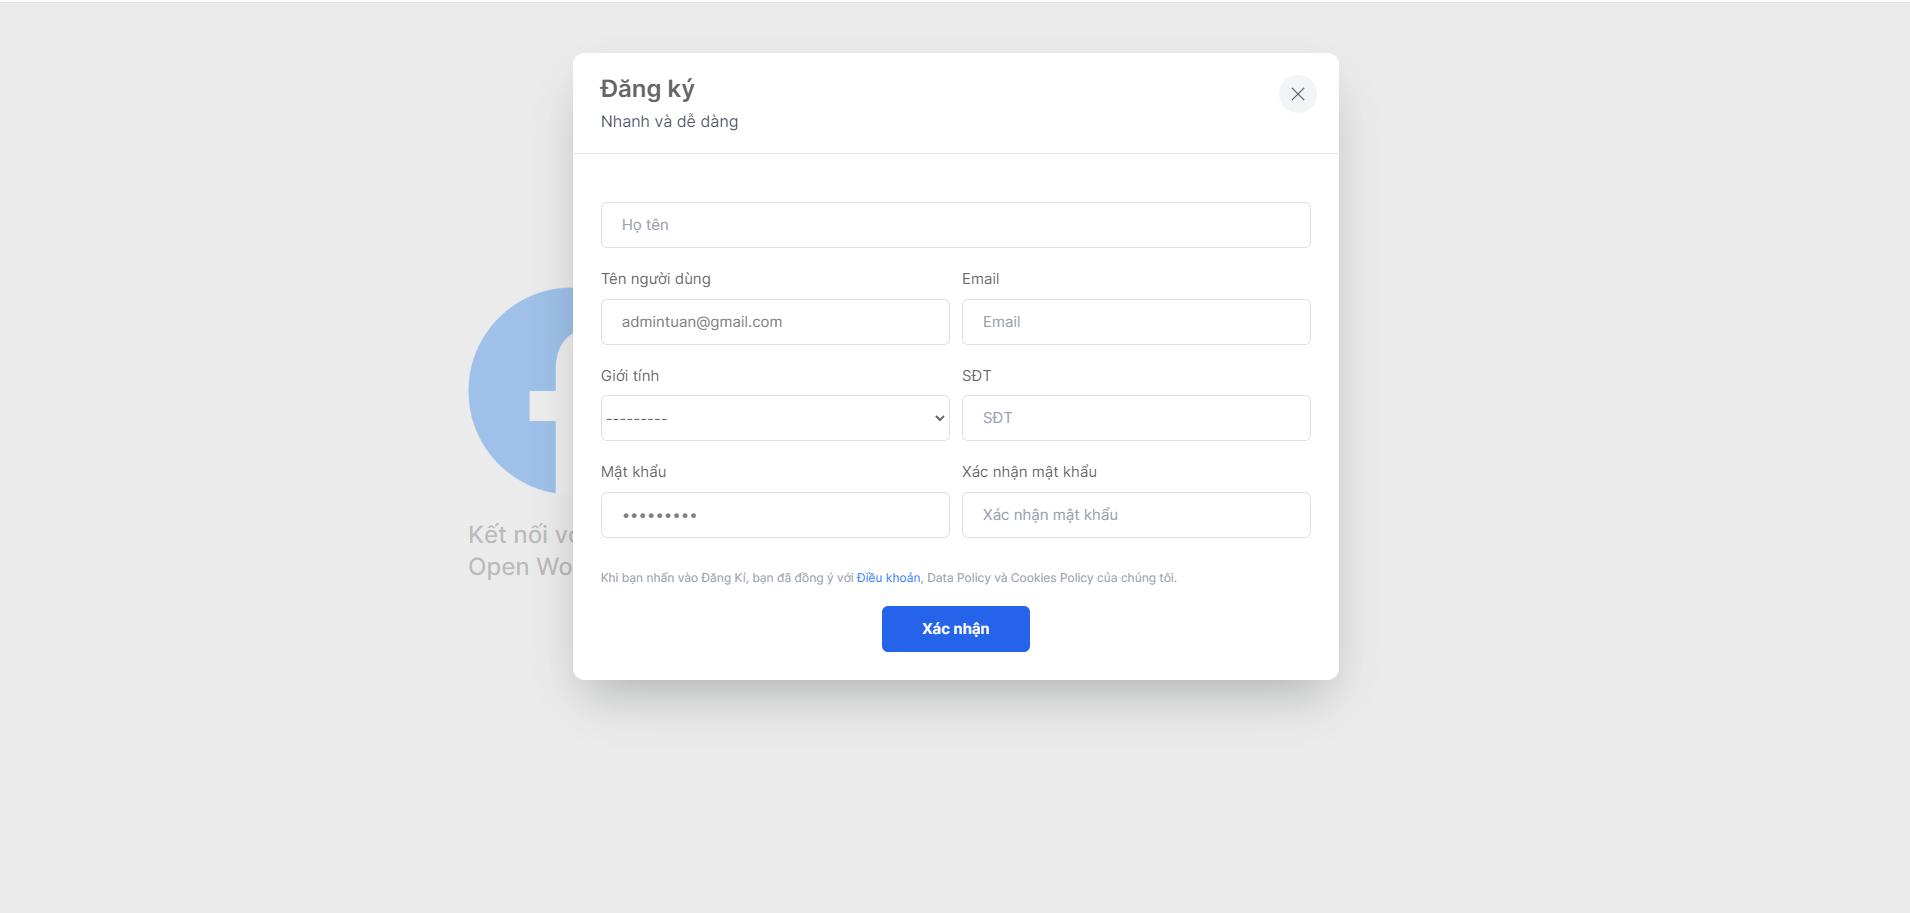 Đăng ký
Nhanh và dễ dàng
Họ tên
Tên người dùng
Email
admintuan@gmail.com
Email
Giới tính
SĐT
---------
SĐT
Mật khẩu
Xác nhận mật khẩu
•••••••••
Xác nhận mật khẩu
Khi bạn nhấn vào Đăng Kí, bạn đã đồng ý với Điều khoản, Data Policy và Cookies Policy của chúng tôi.
Xác nhận
Kết nối
Open